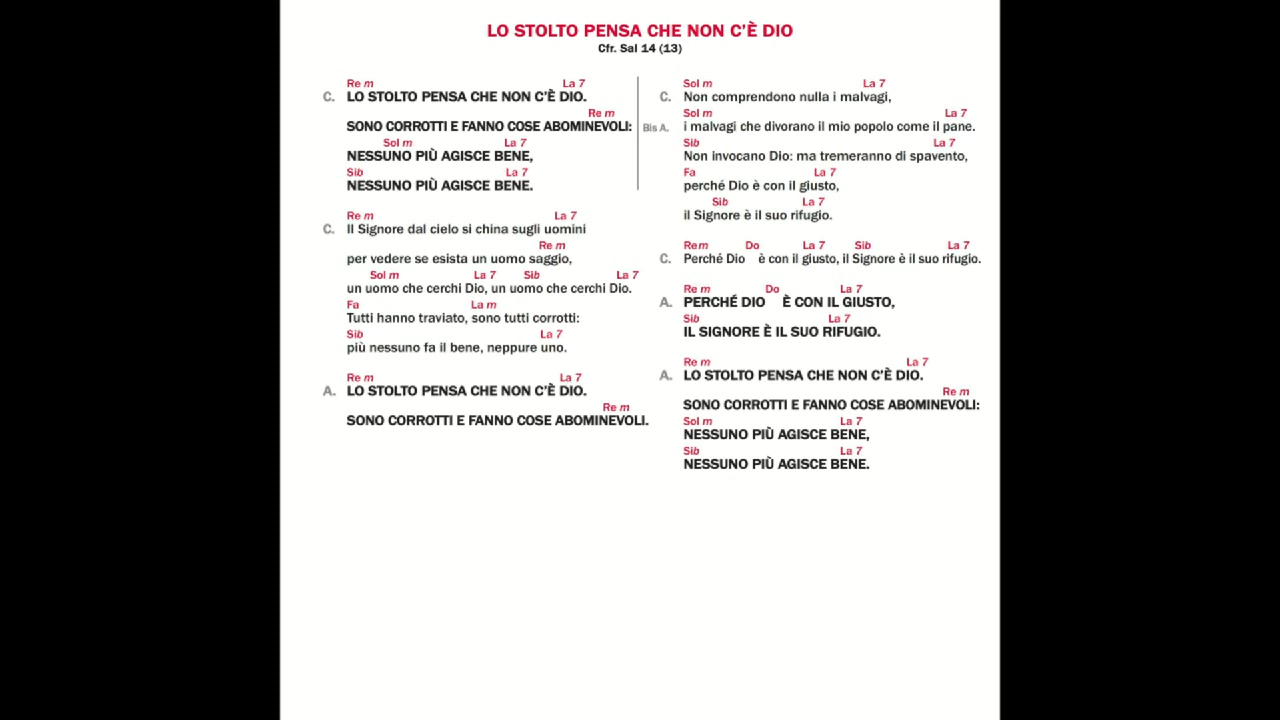 LO STOLTO PENSA CHE NON C'È DIO
Cfr. Sal 14 (13)
Re m La 7
C. LO STOLTO PENSA CHE NON C'È DIO.
Re m
SONO CORROTTI E FANNO COSE ABOMINEVOLI:
Bis A.
Sol m La 7
NESSUNO PIÙ AGISCE BENE,
Sib La 7
NESSUNO PIÙ AGISCE BENE.
Re m La 7
C. Il Signore dal cielo si china sugli uomini
Re m
per vedere se esista un uomo saggio,
Sol m La 7 Sib La 7
un uomo che cerchi Dio, un uomo che cerchi Dio.
Fa La m
Tutti hanno traviato, sono tutti corrotti:
Sib La 7
più nessuno fa il bene, neppure uno.
Re m La 7
A. LO STOLTO PENSA CHE NON C'È DIO.
Re m
SONO CORROTTI E FANNO COSE ABOMINEVOLI.
Sol m La 7
C. Non comprendono nulla i malvagi,
Sol m La 7
i malvagi che divorano il mio popolo come il pane.
Sib La 7
Non invocano Dio: ma tremeranno di spavento,
Fa La 7
perché Dio è con il giusto,
Sib La 7
il Signore è il suo rifugio.
Rem Do La 7 Sib La 7
C. Perché Dio è con il giusto, il Signore è il suo rifugio.
Re m Do La 7
A. PERCHÉ DIO È CON IL GIUSTO,
Sib La 7
IL SIGNORE È IL SUO RIFUGIO.
Re m La 7
A. LO STOLTO PENSA CHE NON C'È DIO.
Re m
SONO CORROTTI E FANNO COSE ABOMINEVOLI:
Sol m La 7
NESSUNO PIÙ AGISCE BENE,
Sib La 7
NESSUNO PIÙ AGISCE BENE.